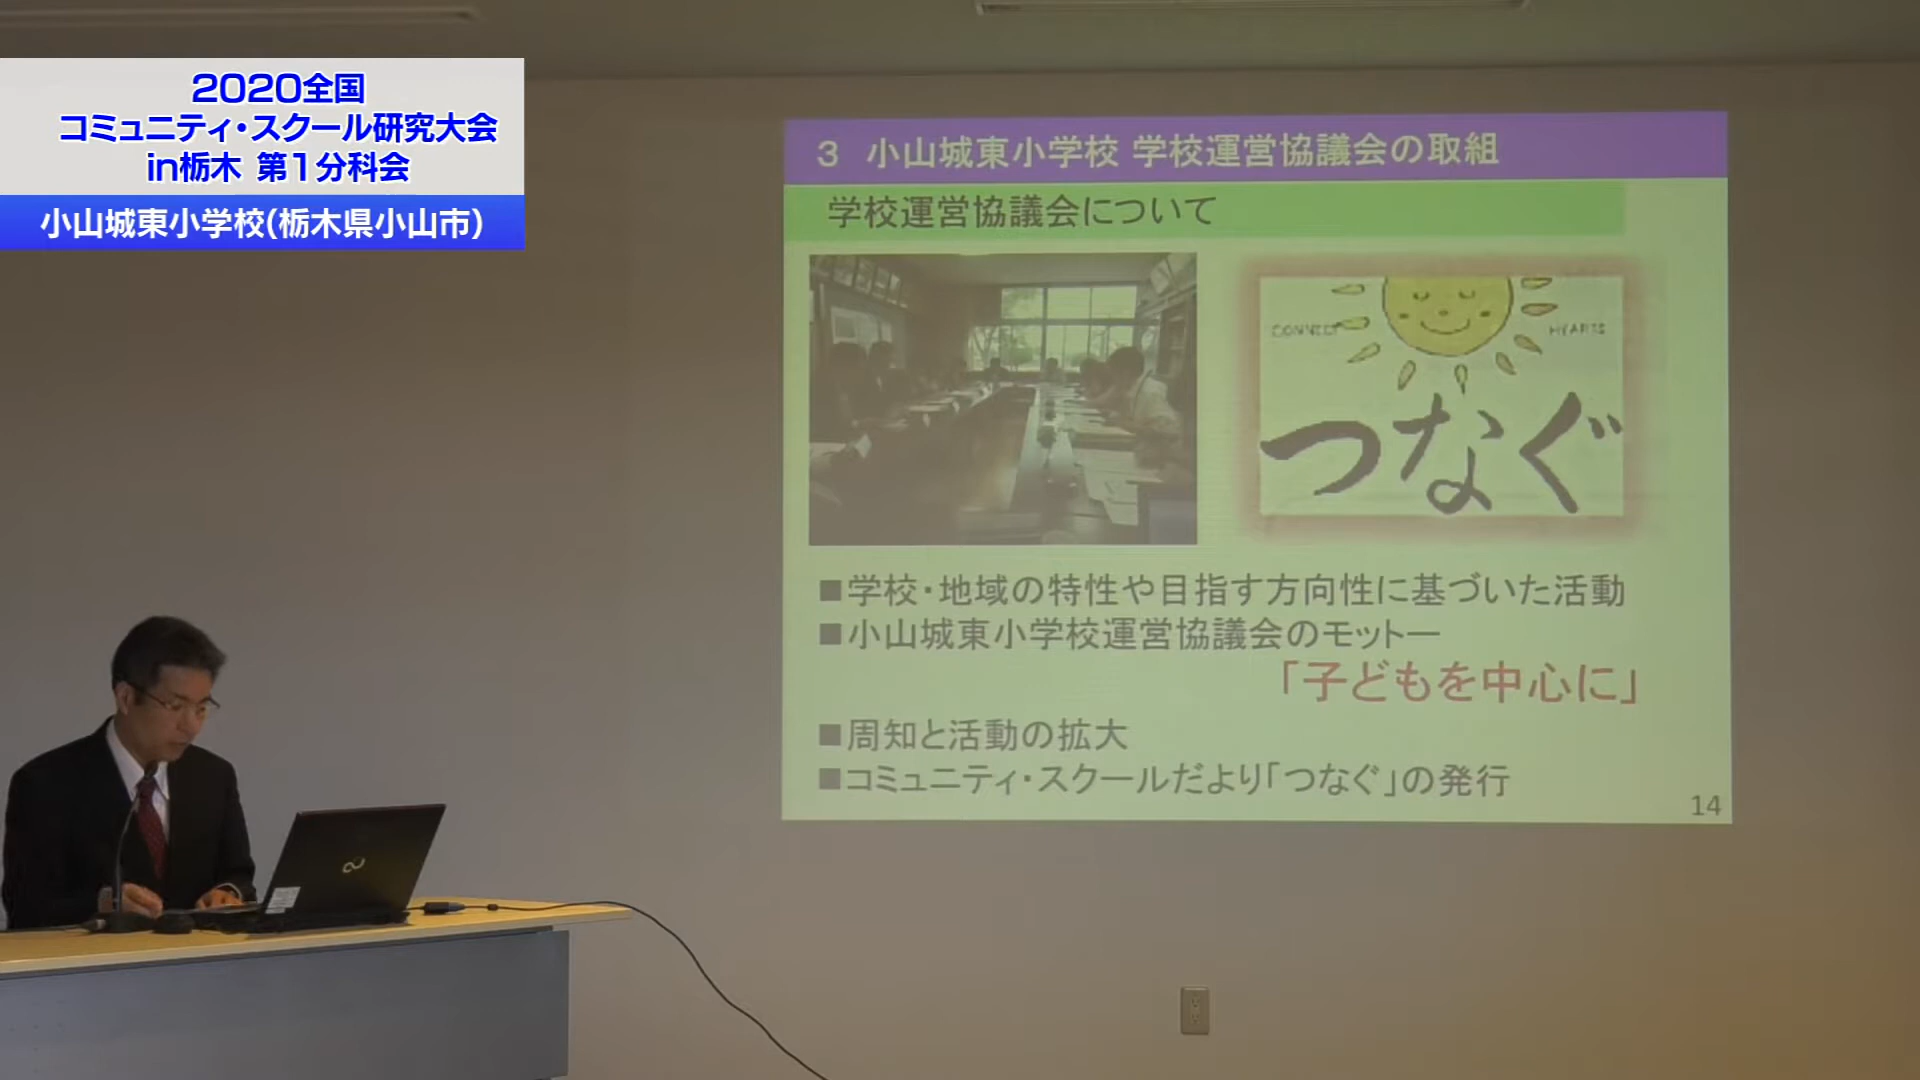 2020全国
コミュニティ・スクール研究大会
in栃木 第1分科会
小山城東小学校(栃木県小山市)
3 小山城東小学校 学校運営協議会の取組
学校運営協議会について
CONNECT HEARTS
つなぐ
■学校・地域の特性や目指す方向性に基づいた活動
■小山城東小学校運営協議会のモットー
「子どもを中心に」
■周知と活動の拡大
■コミュニティ・スクールだより「つなぐ」の発行
14